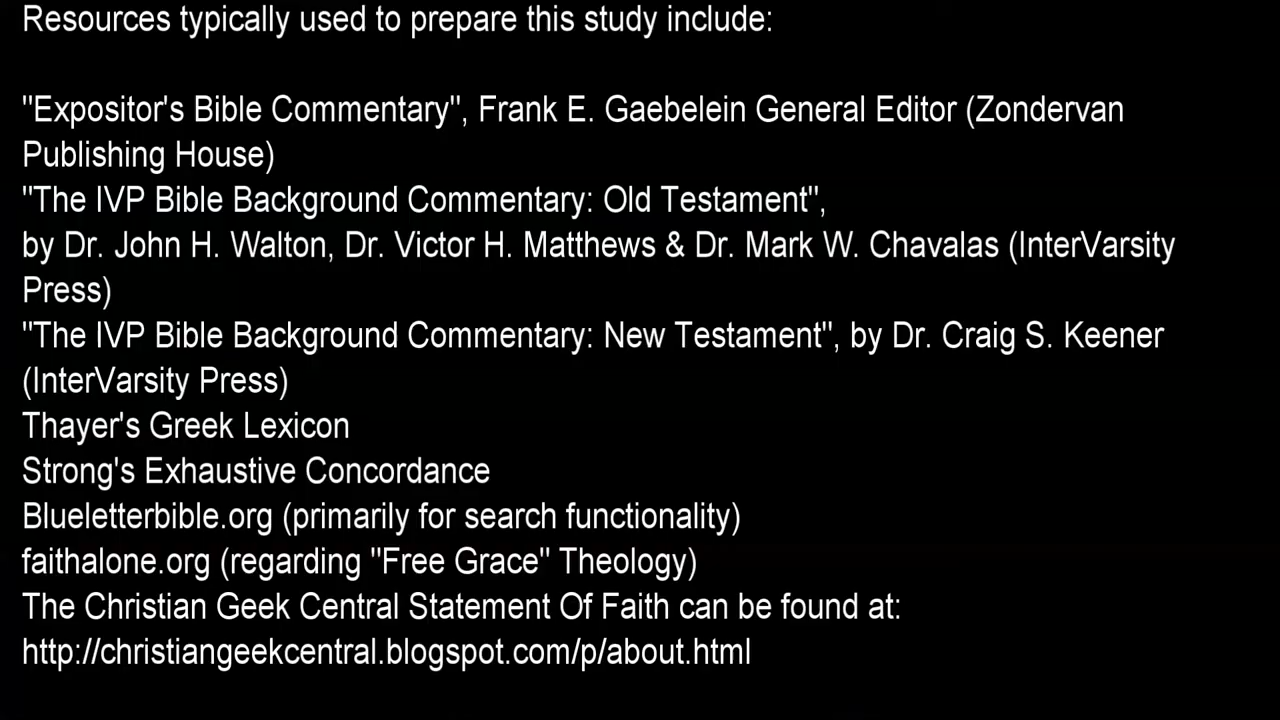 Resources typically used to prepare this study include:
"Expositor's Bible Commentary", Frank E. Gaebelein General Editor (Zondervan
Publishing House)
"The IVP Bible Background Commentary: Old Testament",
by Dr. John H. Walton, Dr. Victor H. Matthews & Dr. Mark W. Chavalas (InterVarsity
Press)
"The IVP Bible Background Commentary: New Testament", by Dr. Craig S. Keener
(InterVarsity Press)
Thayer's Greek Lexicon
Strong's Exhaustive Concordance
Blueletterbible.org (primarily for search functionality)
faithalone.org (regarding "Free Grace" Theology)
The Christian Geek Central Statement Of Faith can be found at:
http://christiangeekcentral.blogspot.com/p/about.html